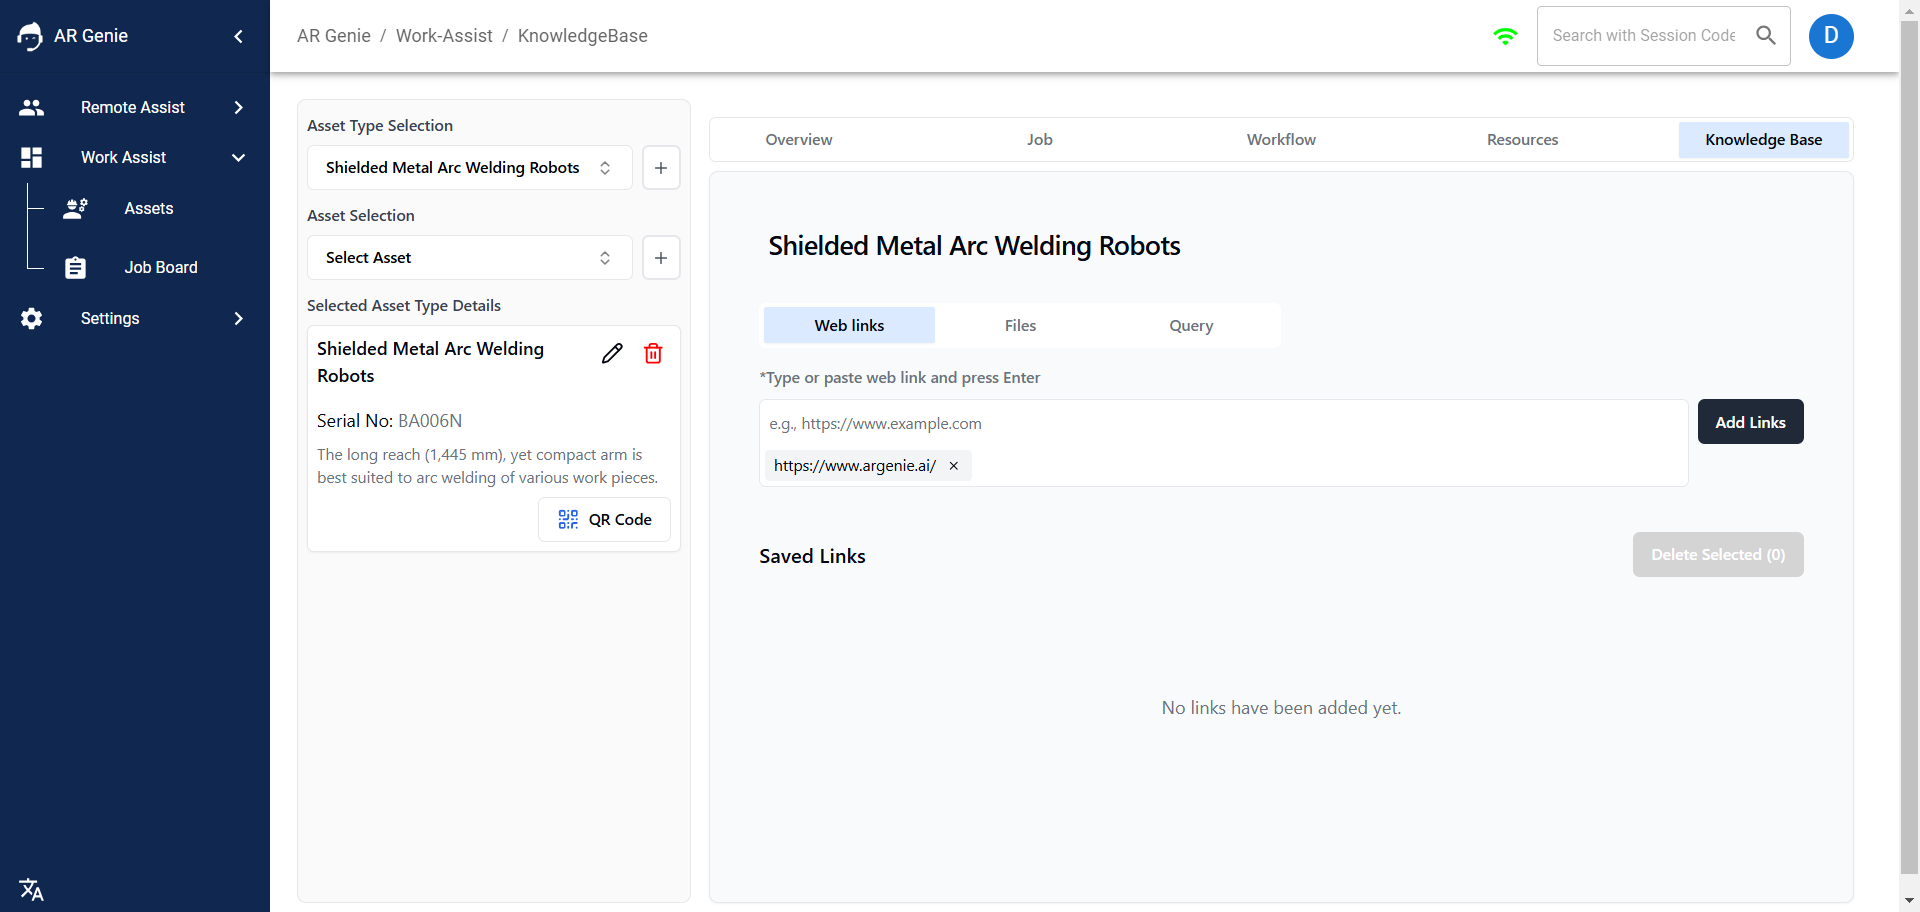 AR Genie
Remote Assist
Work Assist
Assets
Job Board
Settings
AR Genie / Work-Assist / KnowledgeBase
Search with Session Code
D
Asset Type Selection
Shielded Metal Arc Welding Robots
Asset Selection
Select Asset
Selected Asset Type Details
Shielded Metal Arc Welding
Robots
Serial No: BA006N
The long reach (1,445 mm), yet compact arm is
best suited to arc welding of various work pieces.
QR Code
Overview
Job
Workflow
Resources
Knowledge Base
Shielded Metal Arc Welding Robots
Web links
Files
Query
*Type or paste web link and press Enter
e.g., https://www.example.com
https://www.argenie.ai/ ×
Add Links
Saved Links
Delete Selected (0)
No links have been added yet.